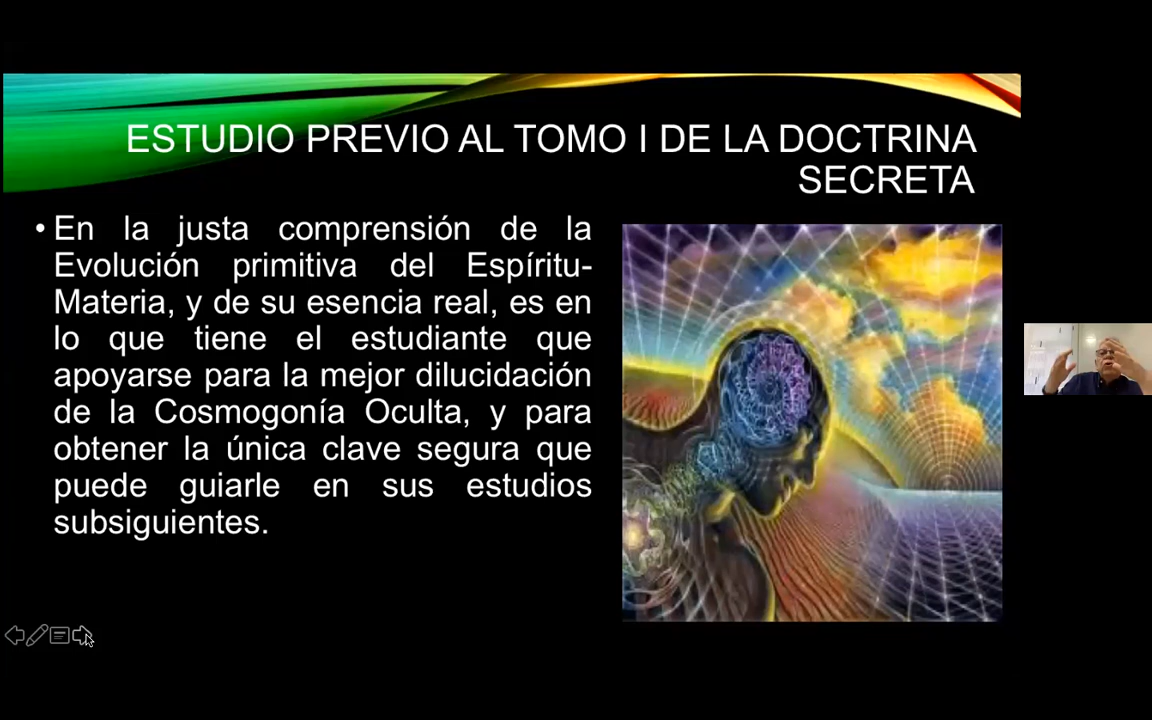 ESTUDIO PREVIO AL TOMO I DE LA DOCTRINA
SECRETA
• En la justa comprensión de la
Evolución primitiva del Espíritu-
Materia, y de su esencia real, es en
lo que tiene el estudiante que
apoyarse para la mejor dilucidación
de la Cosmogonía Oculta, y para
obtener la única clave segura que
puede guiarle en sus estudios
subsiguientes.